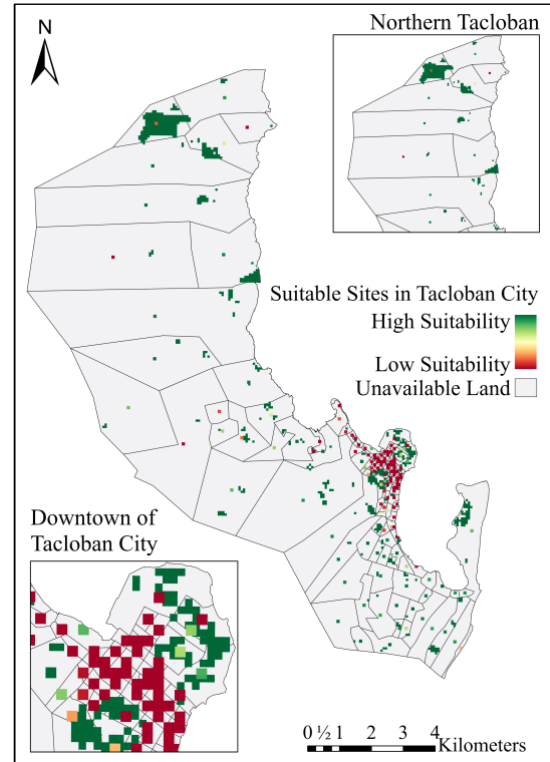 N
Northern Tacloban
Suitable Sites in Tacloban City
High Suitability
Low Suitability
Unavailable Land
Downtown of
Tacloban City
0 ½ 1 2 3 4
Kilometers